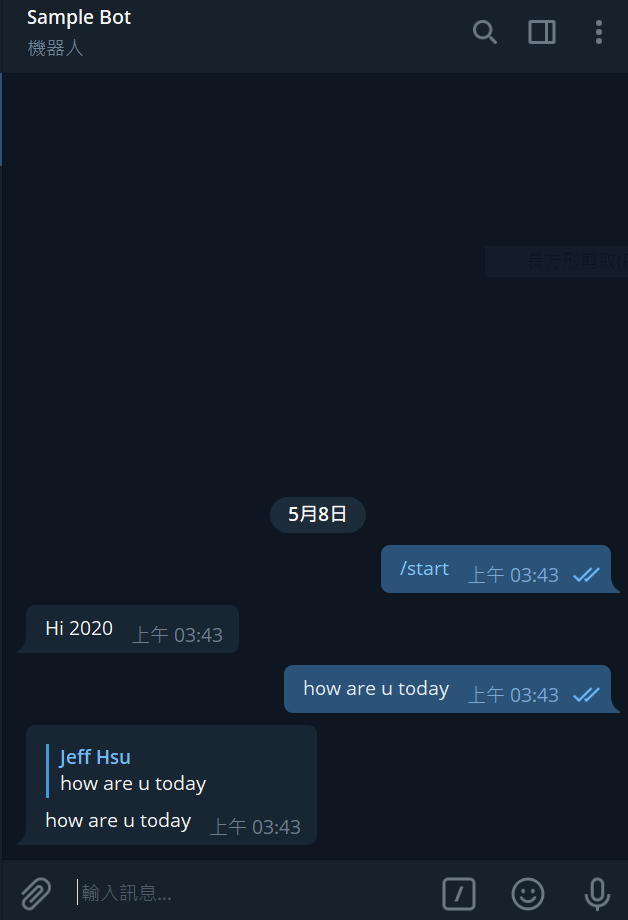 Sample Bot
機器人
5月8日
/start 上午 03:43
Hi 2020 上午 03:43
how are u today 上午 03:43
Jeff Hsu
how are u today
how are u today 上午 03:43
輸入訊息...